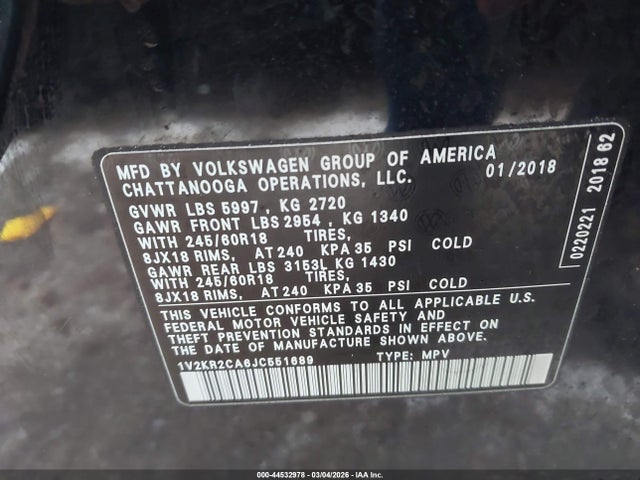 MFD BY VOLKSWAGEN GROUP OF AMERICA
CHATTANOOGA OPERATIONS, LLC. 01/2018
GVWR LBS 5997 , KG 2720
GAWR FRONT LBS 2954 , KG 1340
WITH 245/60R18 TIRES,
8JX18 RIMS, AT 240 KPA 35 PSI COLD
GAWR REAR LBS 3153L KG 1430
WITH 245/60R18 TIRES,
8JX18 RIMS, AT 240 KPA 35 PSI COLD
THIS VEHICLE CONFORMS TO ALL APPLICABLE U.S.
FEDERAL MOTOR VEHICLE SAFETY AND
THEFT PREVENTION STANDARDS IN EFFECT ON
THE DATE OF MANUFACTURE SHOWN ABOVE.
1V2KR2CA6JC551689 TYPE: MPV
0220221 2018 62
000-44532978 - 03/04/2026 - IAA Inc.